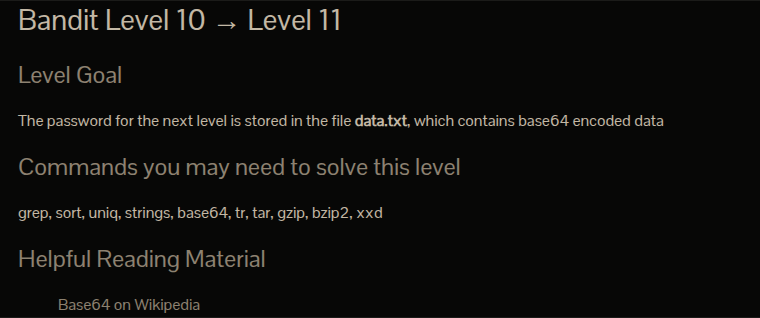 Bandit Level 10 → Level 11
Level Goal
The password for the next level is stored in the file data.txt, which contains base64 encoded data
Commands you may need to solve this level
grep, sort, uniq, strings, base64, tr, tar, gzip, bzip2, xxd
Helpful Reading Material
Base64 on Wikipedia